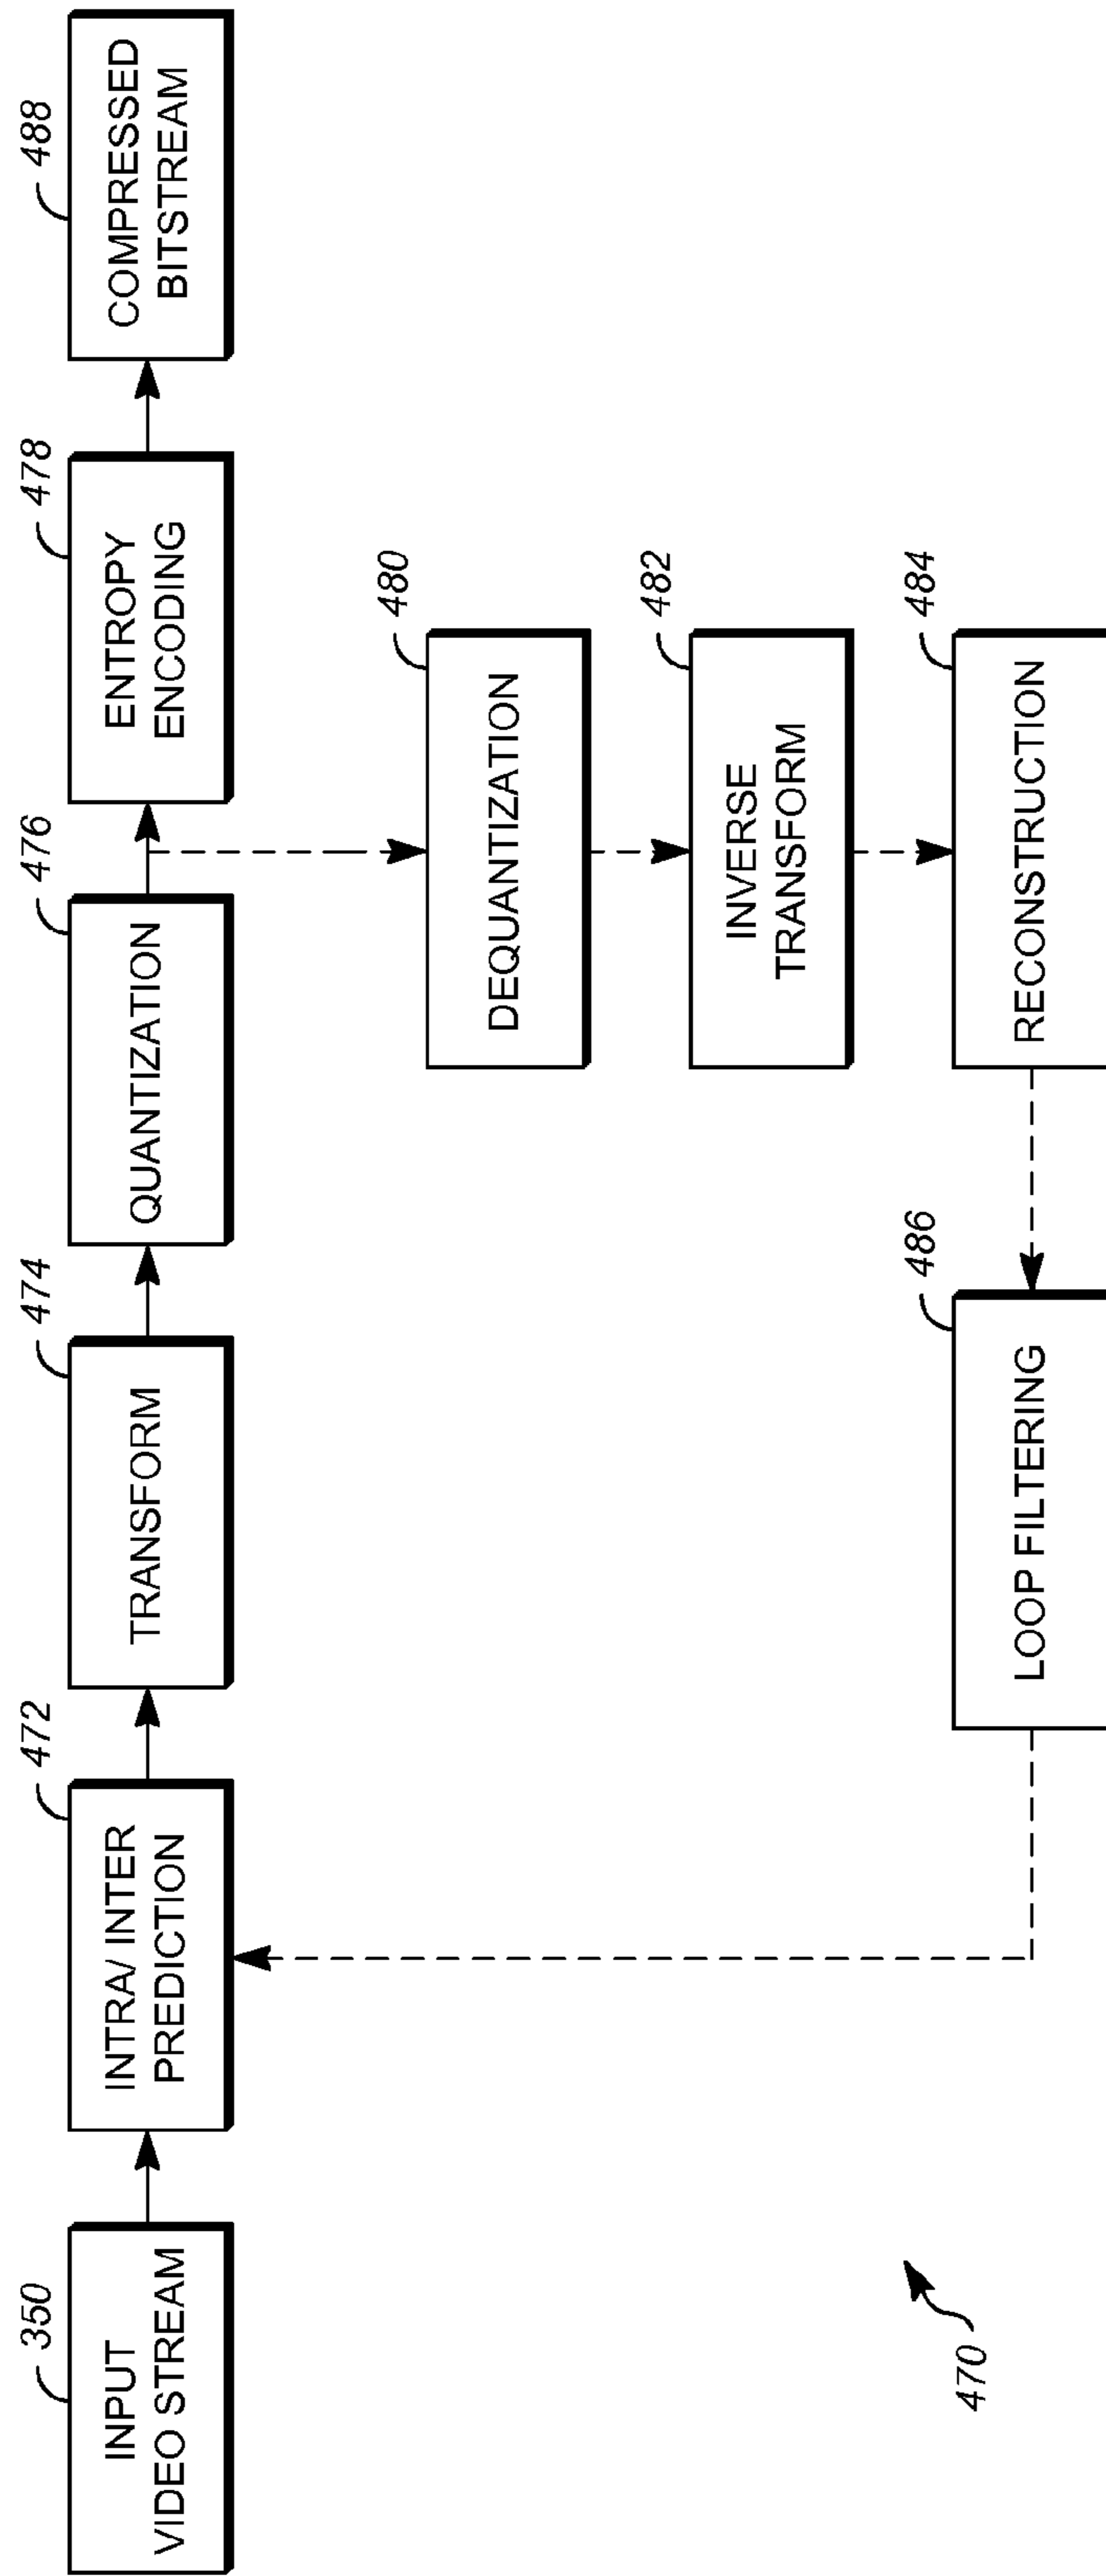 350
INPUT
VIDEO STREAM
472
INTRA/ INTER
PREDICTION
474
TRANSFORM
476
QUANTIZATION
478
ENTROPY
ENCODING
488
COMPRESSED
BITSTREAM
480
DEQUANTIZATION
482
INVERSE
TRANSFORM
484
RECONSTRUCTION
486
LOOP FILTERING
470